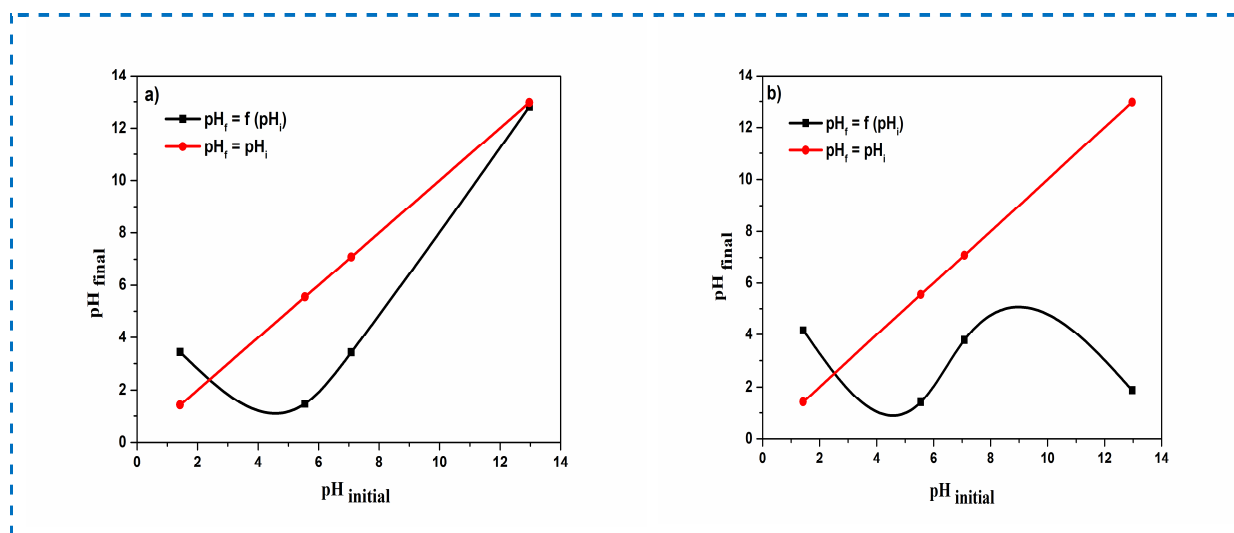 a)
pHf = f (pHi)
pHf = pHi
14
12
10
8
6
4
2
0
0 2 4 6 8 10 12 14
pH final
pH initial
b)
pHf = f (pHi)
pHf = pHi
14
12
10
8
6
4
2
0
0 2 4 6 8 10 12 14
pH final
pH initial